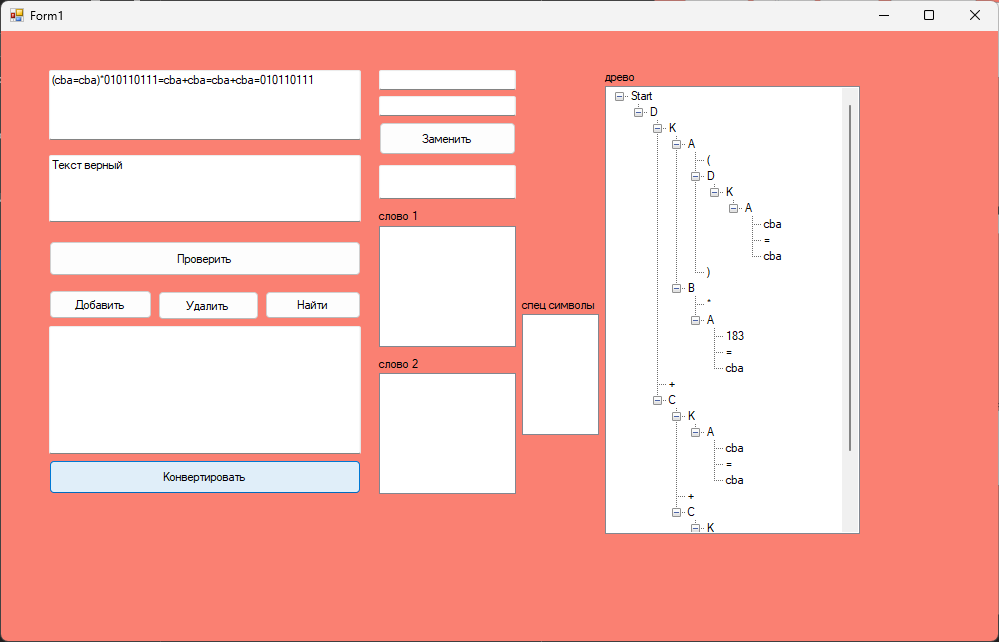 Form1
(cba=cba)*010110111=cba+cba=cba+cba=010110111
Текст верный
Проверить
Добавить
Удалить
Найти
Конвертировать
Заменить
слово 1
слово 2
спец символы
древо
Start
D
K
A
(
D
K
A
cba
=
cba
)
B
*
A
183
=
cba
+
C
K
A
cba
=
cba
+
C
K